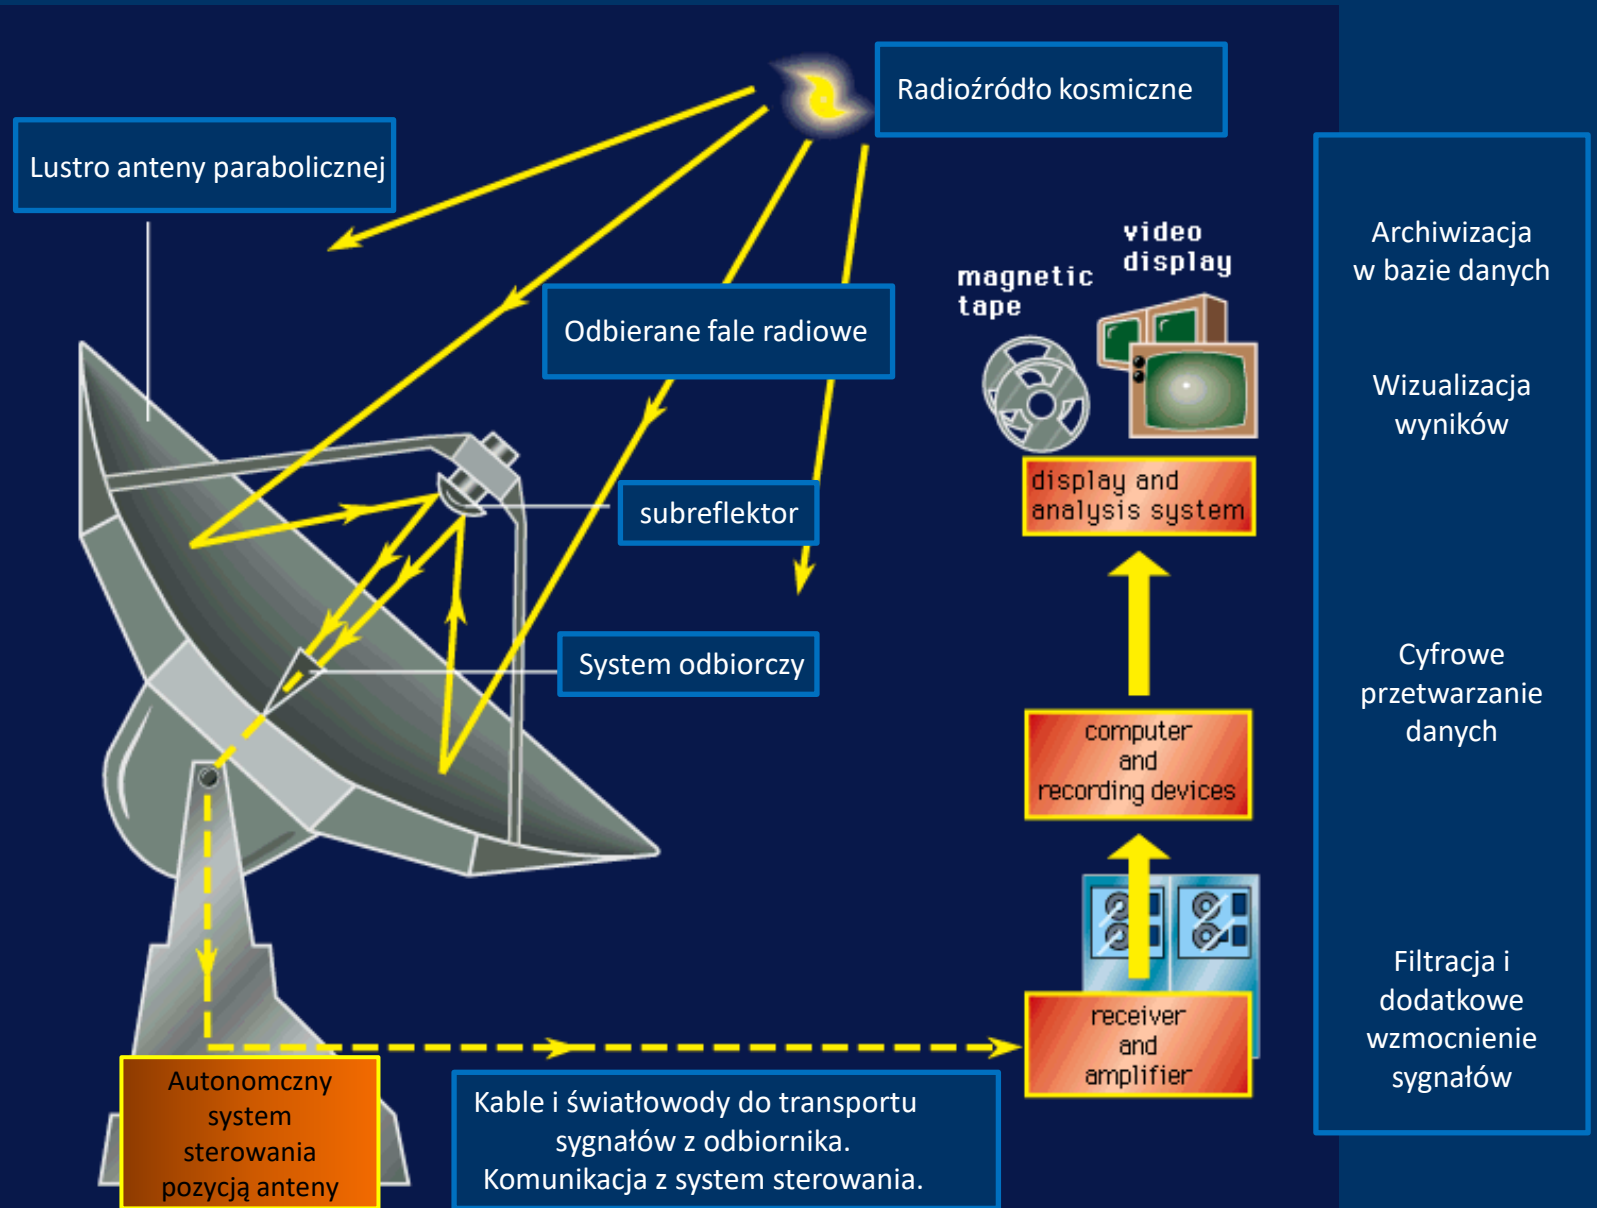 Radioźródło kosmiczne
Lustro anteny parabolicznej
Odbierane fale radiowe
subreflektor
System odbiorczy
Autonomczny
system
sterowania
pozycją anteny
Kable i światłowody do transportu
sygnałów z odbiornika.
Komunikacja z system sterowania.
video
display
magnetic
tape
display and
analysis system
computer
and
recording devices
receiver
and
amplifier
Archiwizacja
w bazie danych
Wizualizacja
wyników
Cyfrowe
przetwarzanie
danych
Filtracja i
dodatkowe
wzmocnienie
sygnałów